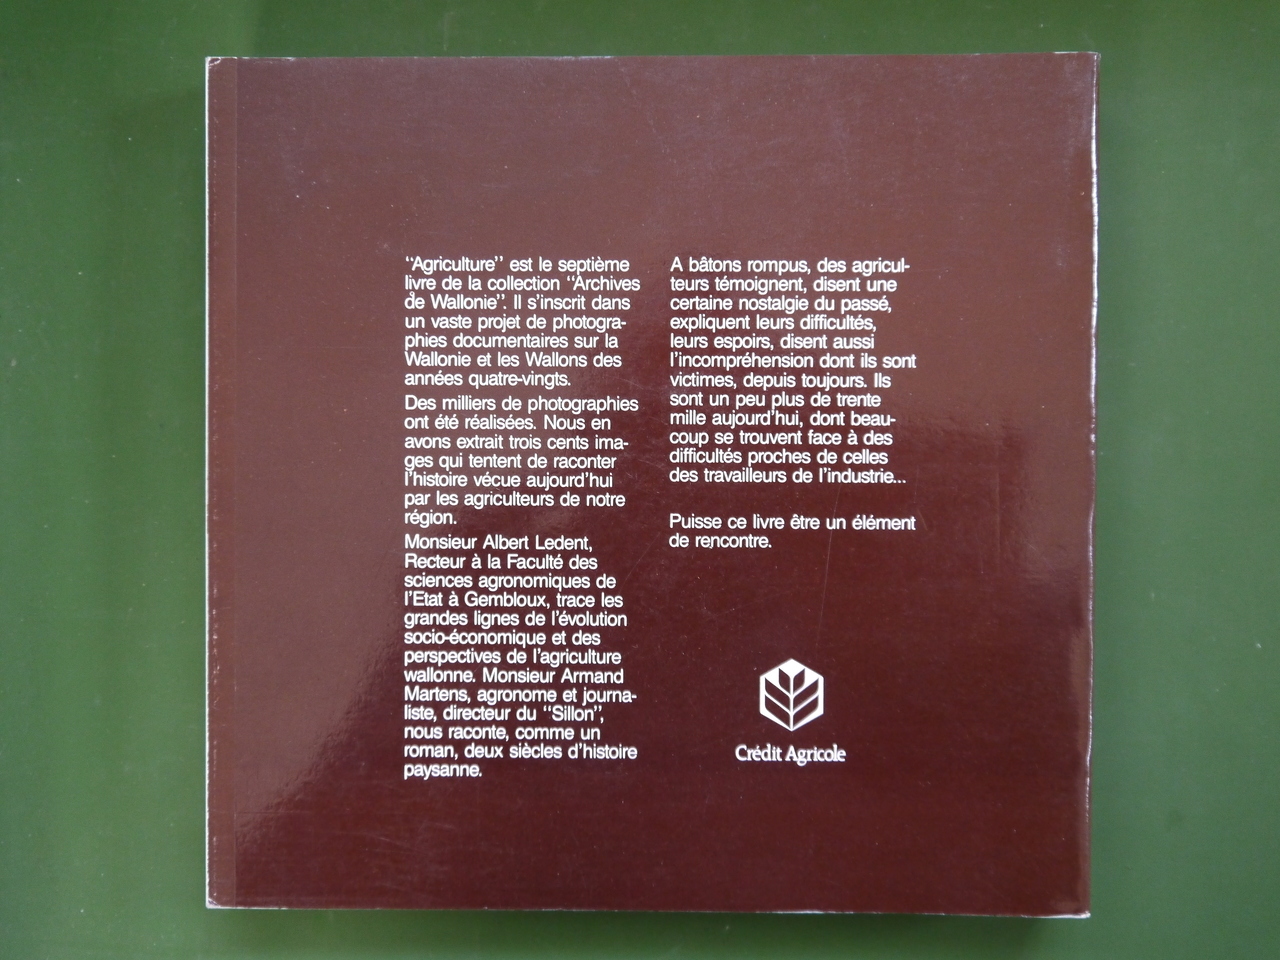 “Agriculture” est le septième
livre de la collection “Archives
de Wallonie”. Il s’inscrit dans
un vaste projet de photogra-
phies documentaires sur la
Wallonie et les Wallons des
années quatre-vingts.
Des milliers de photographies
ont été réalisées. Nous en
avons extrait trois cents ima-
ges qui tentent de raconter
l’histoire vécue aujourd’hui
par les agriculteurs de notre
région.
Monsieur Albert Ledent,
Recteur à la Faculté des
sciences agronomiques de
l’Etat à Gembloux, trace les
grandes lignes de l’évolution
socio-économique et des
perspectives de l’agriculture
wallonne. Monsieur Armand
Martens, agronome et journa-
liste, directeur du “Sillon”,
nous raconte, comme un
roman, deux siècles d’histoire
paysanne.
A bâtons rompus, des agricul-
teurs témoignent, disent une
certaine nostalgie du passé,
expliquent leurs difficultés,
leurs espoirs, disent aussi
l’incompréhension dont ils sont
victimes, depuis toujours. Ils
sont un peu plus de trente
mille aujourd’hui, dont beau-
coup se trouvent face à des
difficultés proches de celles
des travailleurs de l’industrie...
Puisse ce livre être un élément
de rencontre.
Crédit Agricole